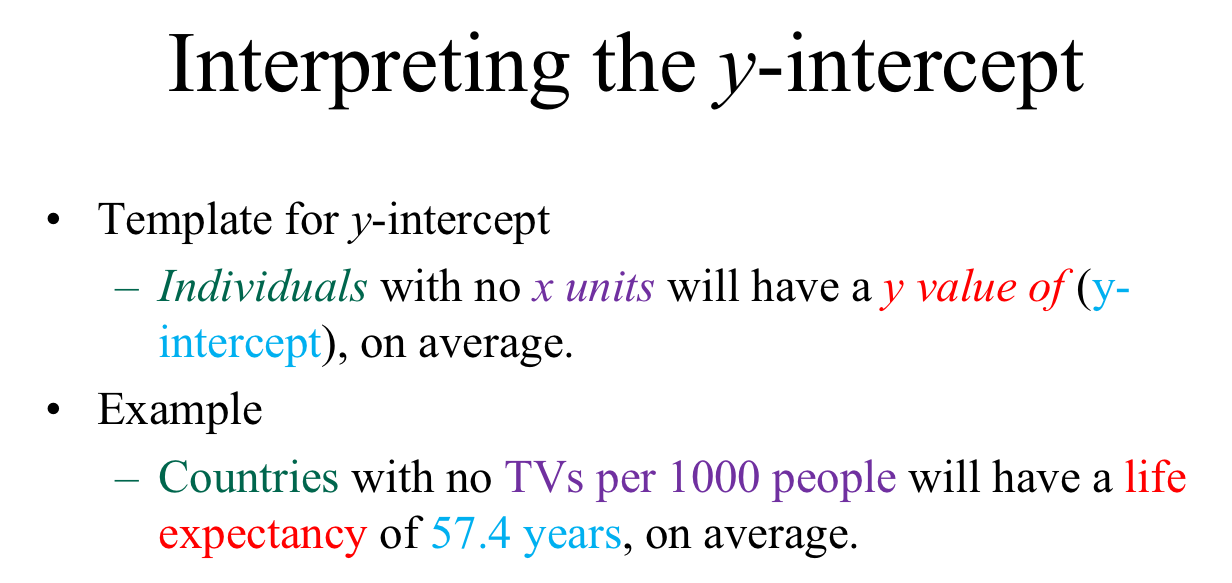 Interpreting the y-intercept
• Template for y-intercept
– Individuals with no x units will have a y value of (y-
intercept), on average.
• Example
– Countries with no TVs per 1000 people will have a life
expectancy of 57.4 years, on average.